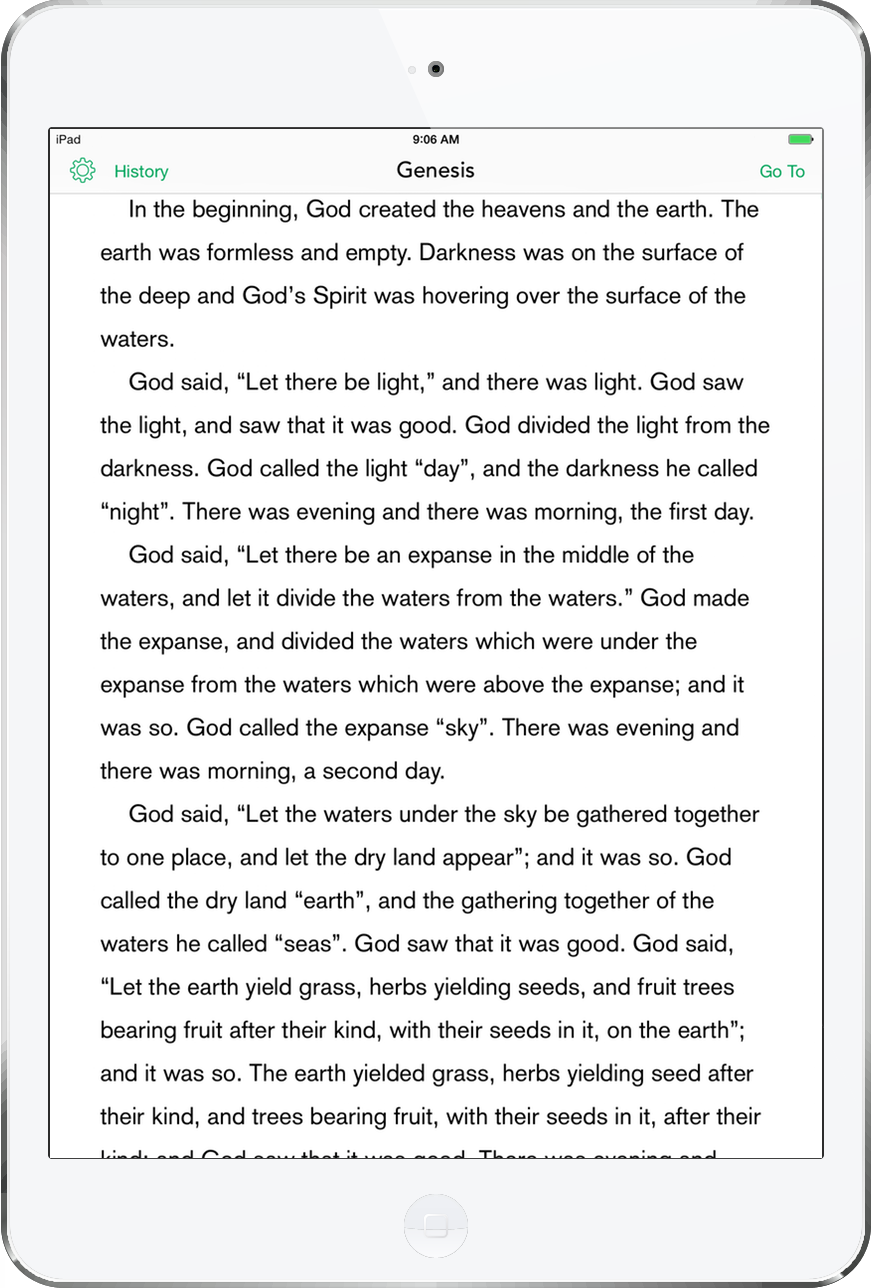 iPad 9:06 AM
History Genesis Go To
In the beginning, God created the heavens and the earth. The
earth was formless and empty. Darkness was on the surface of
the deep and God’s Spirit was hovering over the surface of the
waters.
God said, “Let there be light,” and there was light. God saw
the light, and saw that it was good. God divided the light from the
darkness. God called the light “day”, and the darkness he called
“night”. There was evening and there was morning, the first day.
God said, “Let there be an expanse in the middle of the
waters, and let it divide the waters from the waters.” God made
the expanse, and divided the waters which were under the
expanse from the waters which were above the expanse; and it
was so. God called the expanse “sky”. There was evening and
there was morning, a second day.
God said, “Let the waters under the sky be gathered together
to one place, and let the dry land appear”; and it was so. God
called the dry land “earth”, and the gathering together of the
waters he called “seas”. God saw that it was good. God said,
“Let the earth yield grass, herbs yielding seeds, and fruit trees
bearing fruit after their kind, with their seeds in it, on the earth”;
and it was so. The earth yielded grass, herbs yielding seed after
their kind, and trees bearing fruit, with their seeds in it, after their
kind; and God saw that it was good. There was evening and